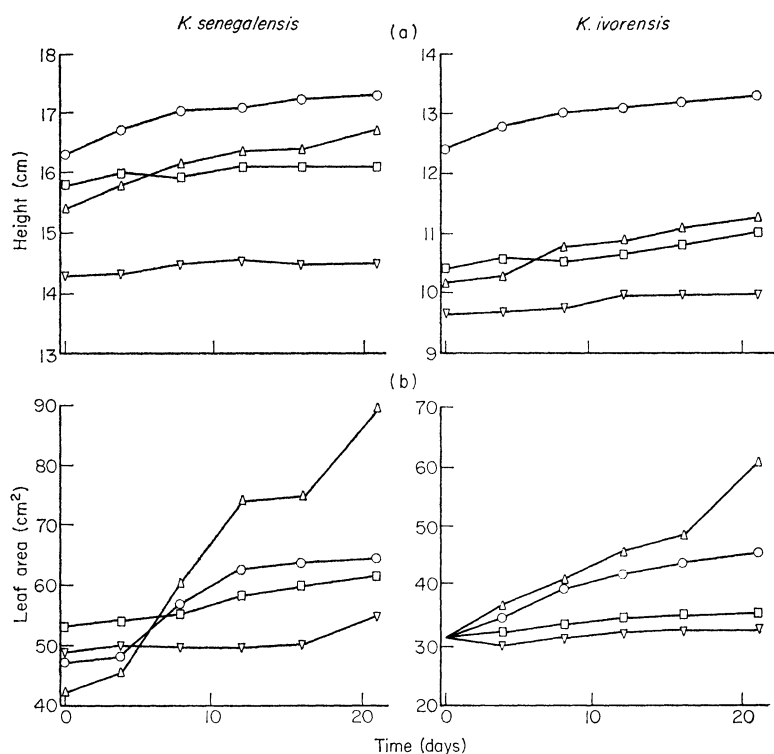 K. senegalensis
K. ivorensis
(a)
Height (cm)
18
17
16
15
14
13
14
13
12
11
10
9
(b)
Leaf area (cm²)
90
80
70
60
50
40
70
60
50
40
30
20
0 10 20
0 10 20
Time (days)